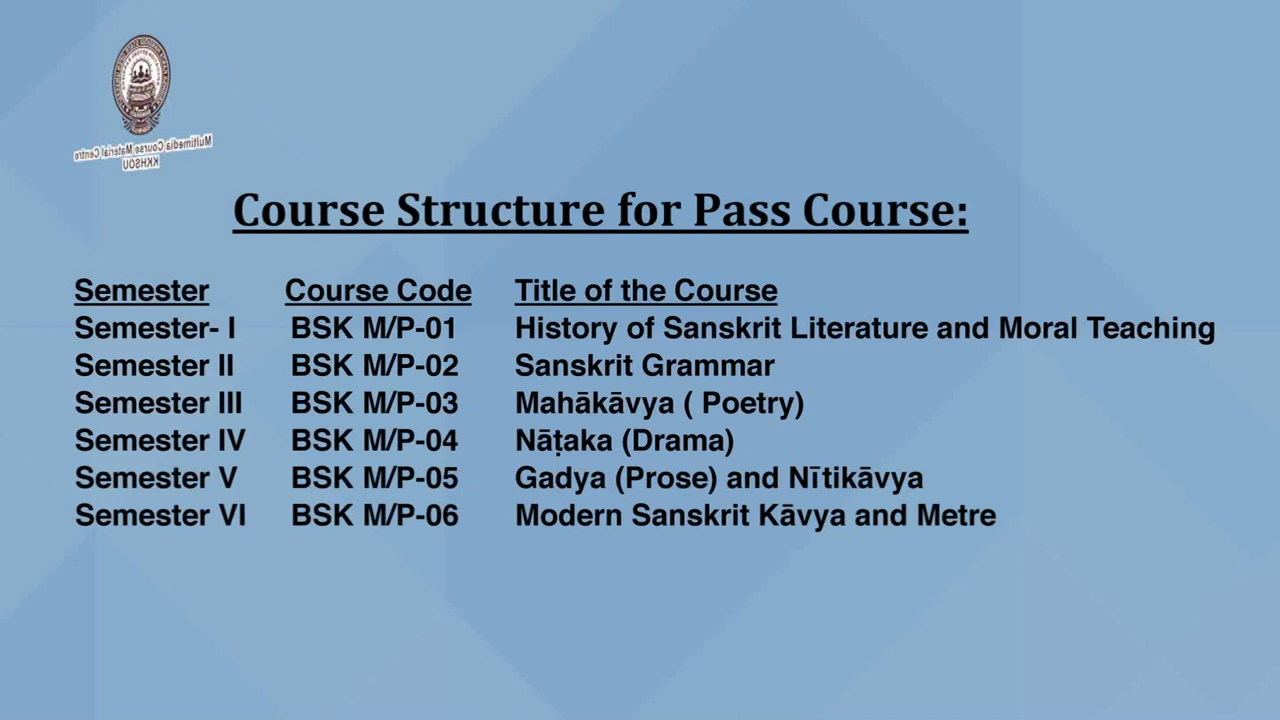 Multimedia Course Material Centre
KKHSOU
Course Structure for Pass Course:
Semester Course Code Title of the Course
Semester- I BSK M/P-01 History of Sanskrit Literature and Moral Teaching
Semester II BSK M/P-02 Sanskrit Grammar
Semester III BSK M/P-03 Mahākāvya ( Poetry)
Semester IV BSK M/P-04 Nāṭaka (Drama)
Semester V BSK M/P-05 Gadya (Prose) and Nītikāvya
Semester VI BSK M/P-06 Modern Sanskrit Kāvya and Metre